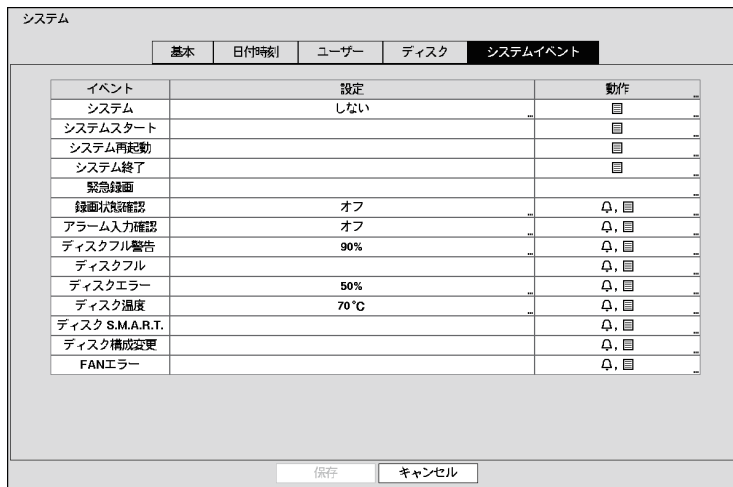 システム
基本 日付時刻 ユーザー ディスク システムイベント
イベント 設定 動作 ...
システム しない ... ...
システムスタート ...
システム再起動 ...
システム終了 ...
緊急録画 ...
録画状態確認 オフ ... , ...
アラーム入力確認 オフ ... , ...
ディスクフル警告 90% ... , ...
ディスクフル , ...
ディスクエラー 50% ... , ...
ディスク温度 70°C ... , ...
ディスク S.M.A.R.T. , ...
ディスク構成変更 , ...
FANエラー , ...
保存 キャンセル